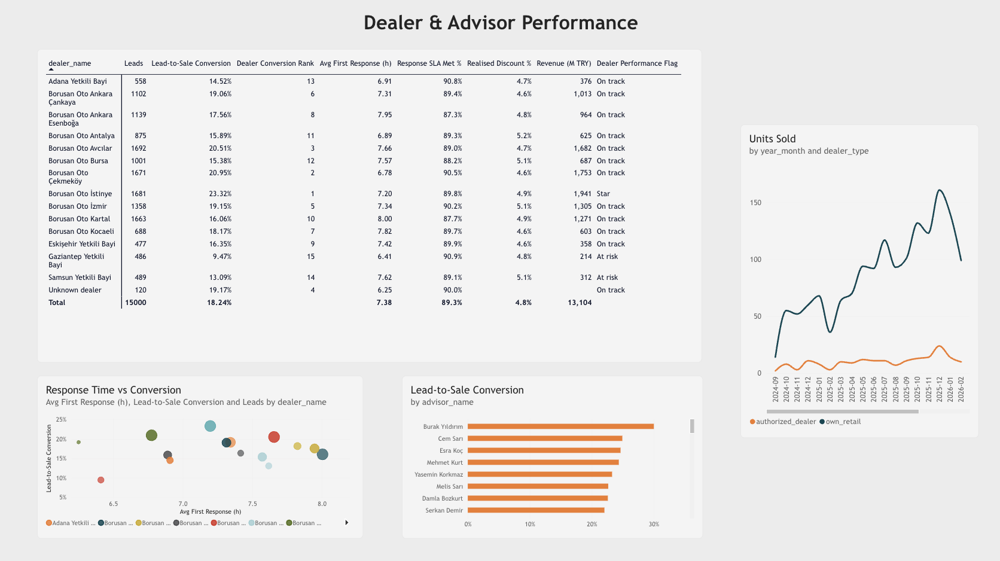 Dealer & Advisor Performance
dealer_name Leads Lead-to-Sale Conversion Dealer Conversion Rank Avg First Response (h) Response SLA Met % Realised Discount % Revenue (M TRY) Dealer Performance Flag
Adana Yetkili Bayi 558 14.52% 13 6.91 90.8% 4.7% 376 On track
Borusan Oto Ankara 1102 19.06% 6 7.31 89.4% 4.6% 1,013 On track
Çankaya
Borusan Oto Ankara 1139 17.56% 8 7.95 87.3% 4.8% 964 On track
Esenboğa
Borusan Oto Antalya 875 15.89% 11 6.89 89.3% 5.2% 625 On track
Borusan Oto Avcılar 1692 20.51% 3 7.66 89.0% 4.7% 1,682 On track
Borusan Oto Bursa 1001 15.38% 12 7.57 88.2% 5.1% 687 On track
Borusan Oto 1671 20.95% 2 6.78 90.5% 4.6% 1,753 On track
Çekmeköy
Borusan Oto İstinye 1681 23.32% 1 7.20 89.8% 4.9% 1,941 Star
Borusan Oto İzmir 1358 19.15% 5 7.34 90.2% 5.1% 1,305 On track
Borusan Oto Kartal 1663 16.06% 10 8.00 87.7% 4.9% 1,271 On track
Borusan Oto Kocaeli 688 18.17% 7 7.82 89.7% 4.6% 603 On track
Eskişehir Yetkili Bayi 477 16.35% 9 7.42 89.9% 4.6% 358 On track
Gaziantep Yetkili 486 9.47% 15 6.41 90.9% 4.8% 214 At risk
Bayi
Samsun Yetkili Bayi 489 13.09% 14 7.62 89.1% 5.1% 312 At risk
Unknown dealer 120 19.17% 4 6.25 90.0% On track
Total 15000 18.24% 7.38 89.3% 4.8% 13,104
Units Sold
by year_month and dealer_type
150
100
50
0
2024-09 2024-10 2024-11 2024-12 2025-01 2025-02 2025-03 2025-04 2025-05 2025-06 2025-07 2025-08 2025-09 2025-10 2025-11 2025-12 2026-01 2026-02
authorized_dealer own_retail
Response Time vs Conversion
Avg First Response (h), Lead-to-Sale Conversion and Leads by dealer_name
Lead-to-Sale Conversion
25%
20%
15%
10%
5%
6.5 7.0 7.5 8.0
Avg First Response (h)
Adana Yetkili ... Borusan ... Borusan ... Borusan ... Borusan ... Borusan ... Borusan ...
Lead-to-Sale Conversion
by advisor_name
Burak Yıldırım
Cem Sarı
Esra Koç
Mehmet Kurt
Yasemin Korkmaz
Melis Sarı
Damla Bozkurt
Serkan Demir
0% 10% 20% 30%